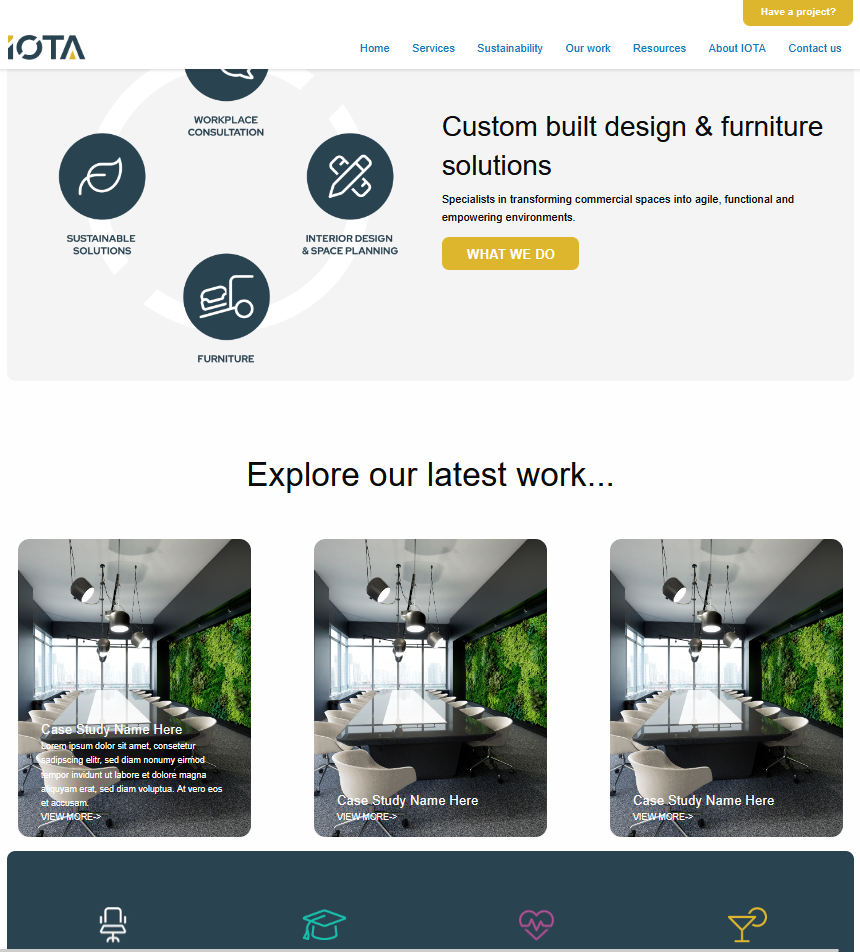 Have a project?
IOTA
Home Services Sustainability Our work Resources About IOTA Contact us
WORKPLACE
CONSULTATION
SUSTAINABLE
SOLUTIONS
INTERIOR DESIGN
& SPACE PLANNING
FURNITURE
Custom built design & furniture
solutions
Specialists in transforming commercial spaces into agile, functional and
empowering environments.
WHAT WE DO
Explore our latest work...
Case Study Name Here
Lorem ipsum dolor sit amet, consetetur
sadipscing elitr, sed diam nonumy eirmod
tempor invidunt ut labore et dolore magna
aliquyam erat, sed diam voluptua. At vero eos
et accusam.
VIEW MORE->
Case Study Name Here
VIEW MORE->
Case Study Name Here
VIEW MORE->